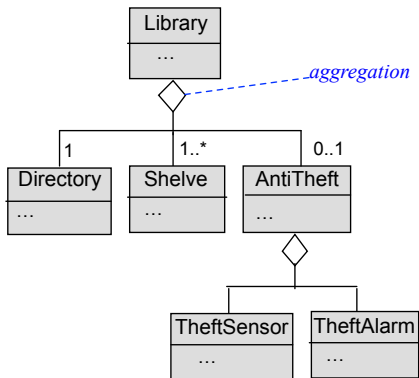 Library
...
aggregation
1
1..*
0..1
Directory
...
Shelve
...
AntiTheft
...
TheftSensor
...
TheftAlarm
...